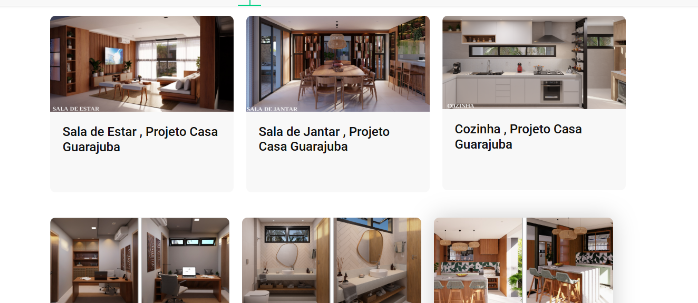 SALA DE ESTAR
SALA DE JANTAR
COZINHA
Sala de Estar , Projeto Casa
Guarajuba
Sala de Jantar , Projeto
Casa Guarajuba
Cozinha , Projeto Casa
Guarajuba